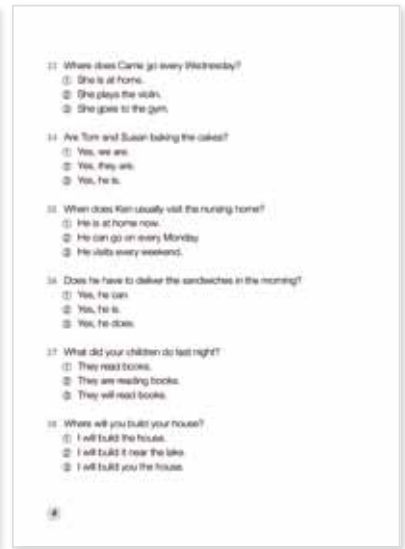 33 Where does Carrie go every Wednesday?
① She is at home.
② She plays the violin.
③ She goes to the gym.
34 Are Tom and Susan baking the cakes?
① Yes, we are.
② Yes, they are.
③ Yes, he is.
35 When does Ken usually visit the nursing home?
① He is at home now.
② He can go on every Monday.
③ He visits every weekend.
36 Does he have to deliver the sandwiches in the morning?
① Yes, he can.
② Yes, he is.
③ Yes, he does.
37 What did your children do last night?
① They read books.
② They are reading books.
③ They will read books.
38 Where will you build your house?
① I will build the house.
② I will build it near the lake.
③ I will build you the house.